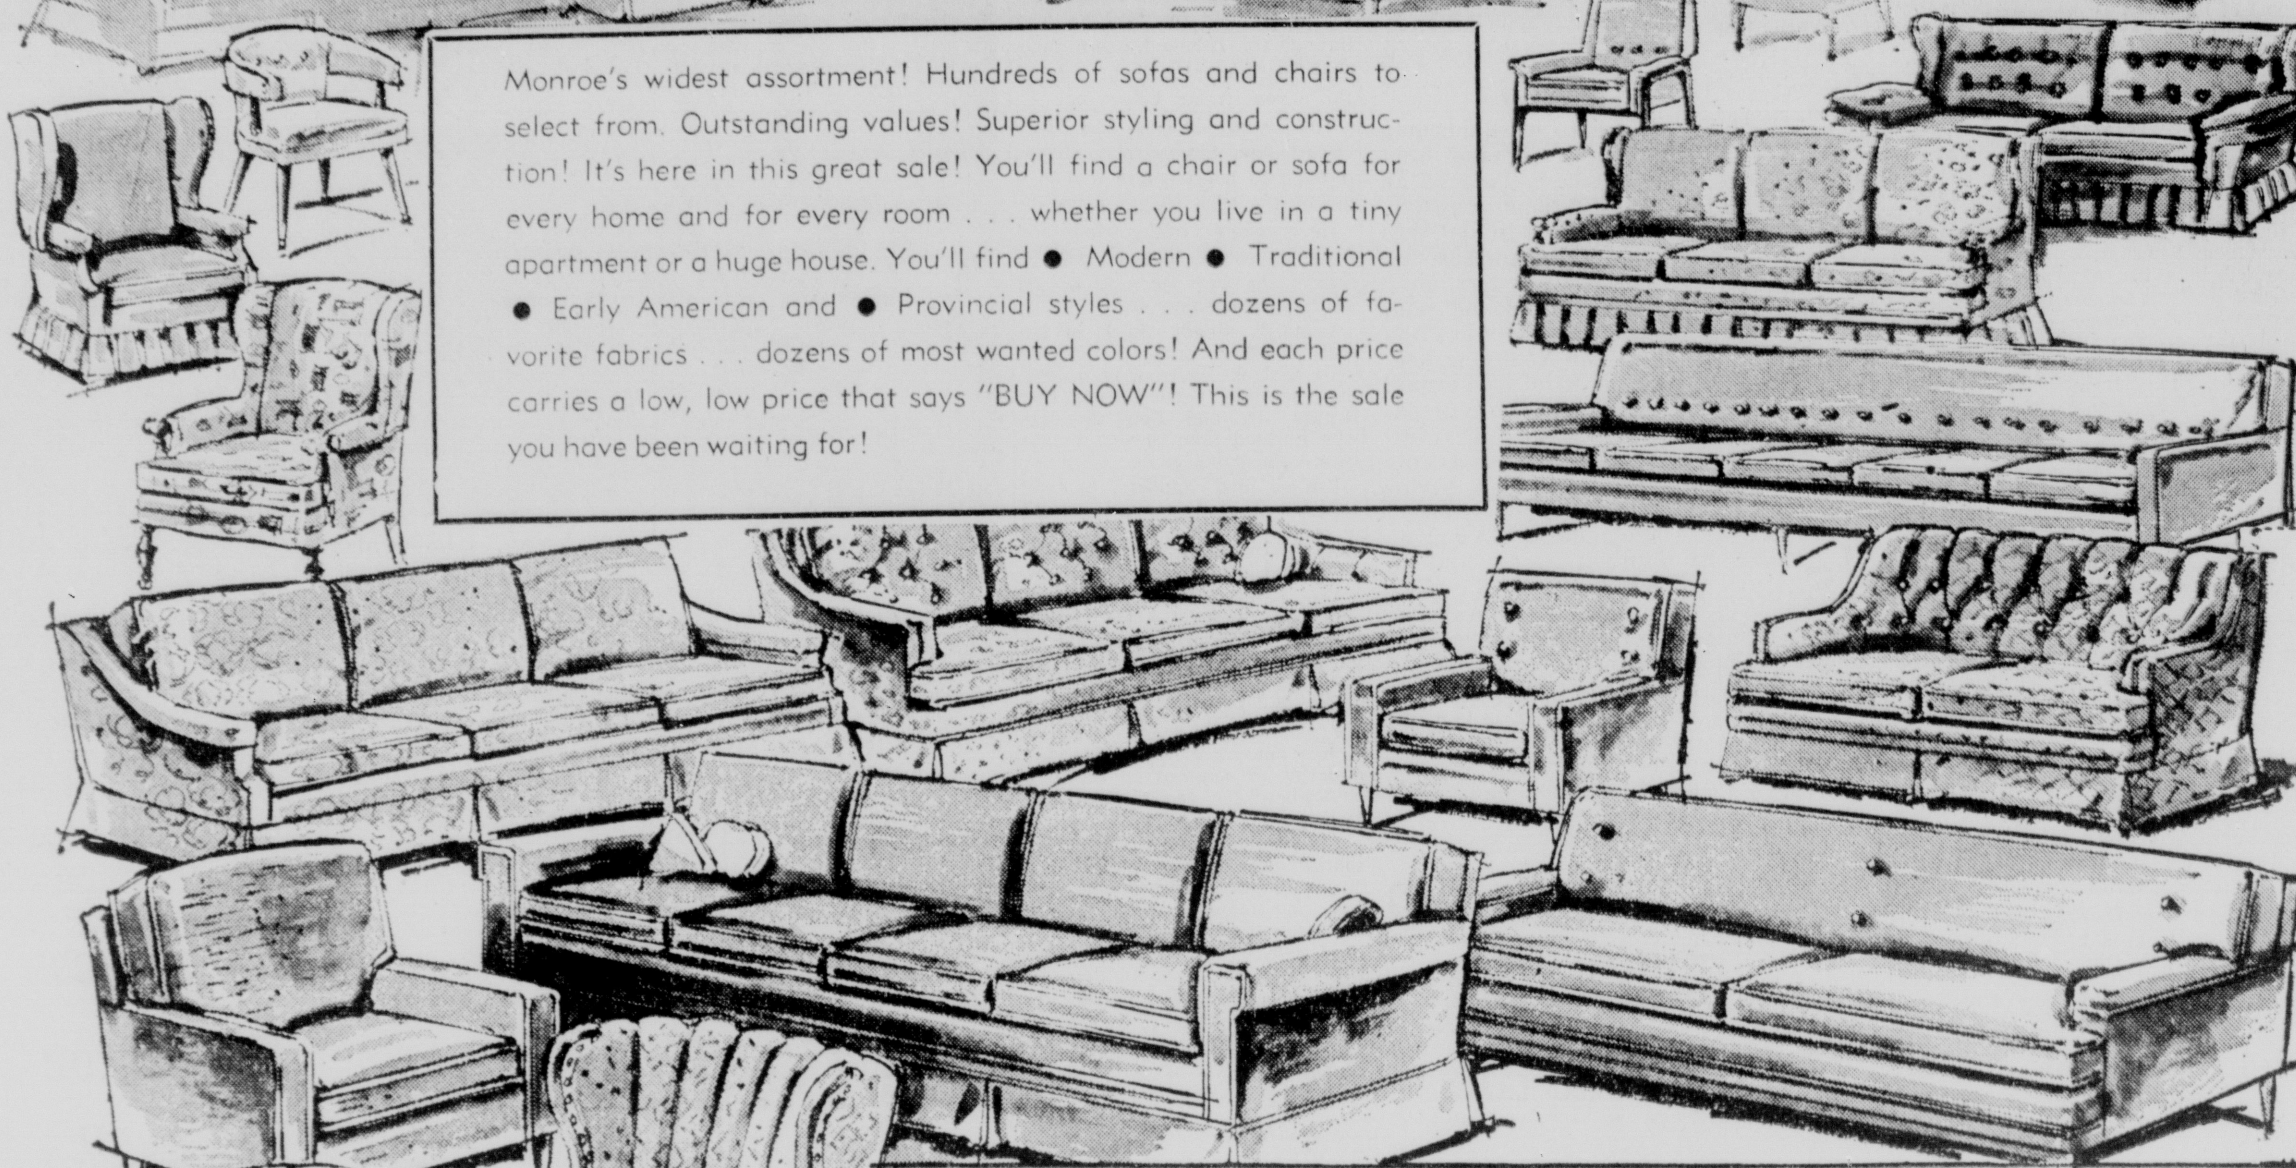 Monroe's widest assortment! Hundreds of sofas and chairs to
select from. Outstanding values! Superior styling and construc-
tion! It's here in this great sale! You'll find a chair or sofa for
every home and for every room . . . whether you live in a tiny
apartment or a huge house. You'll find ● Modern ● Traditional
● Early American and ● Provincial styles . . . dozens of fa-
vorite fabrics . . . dozens of most wanted colors! And each price
carries a low, low price that says "BUY NOW"! This is the sale
you have been waiting for!